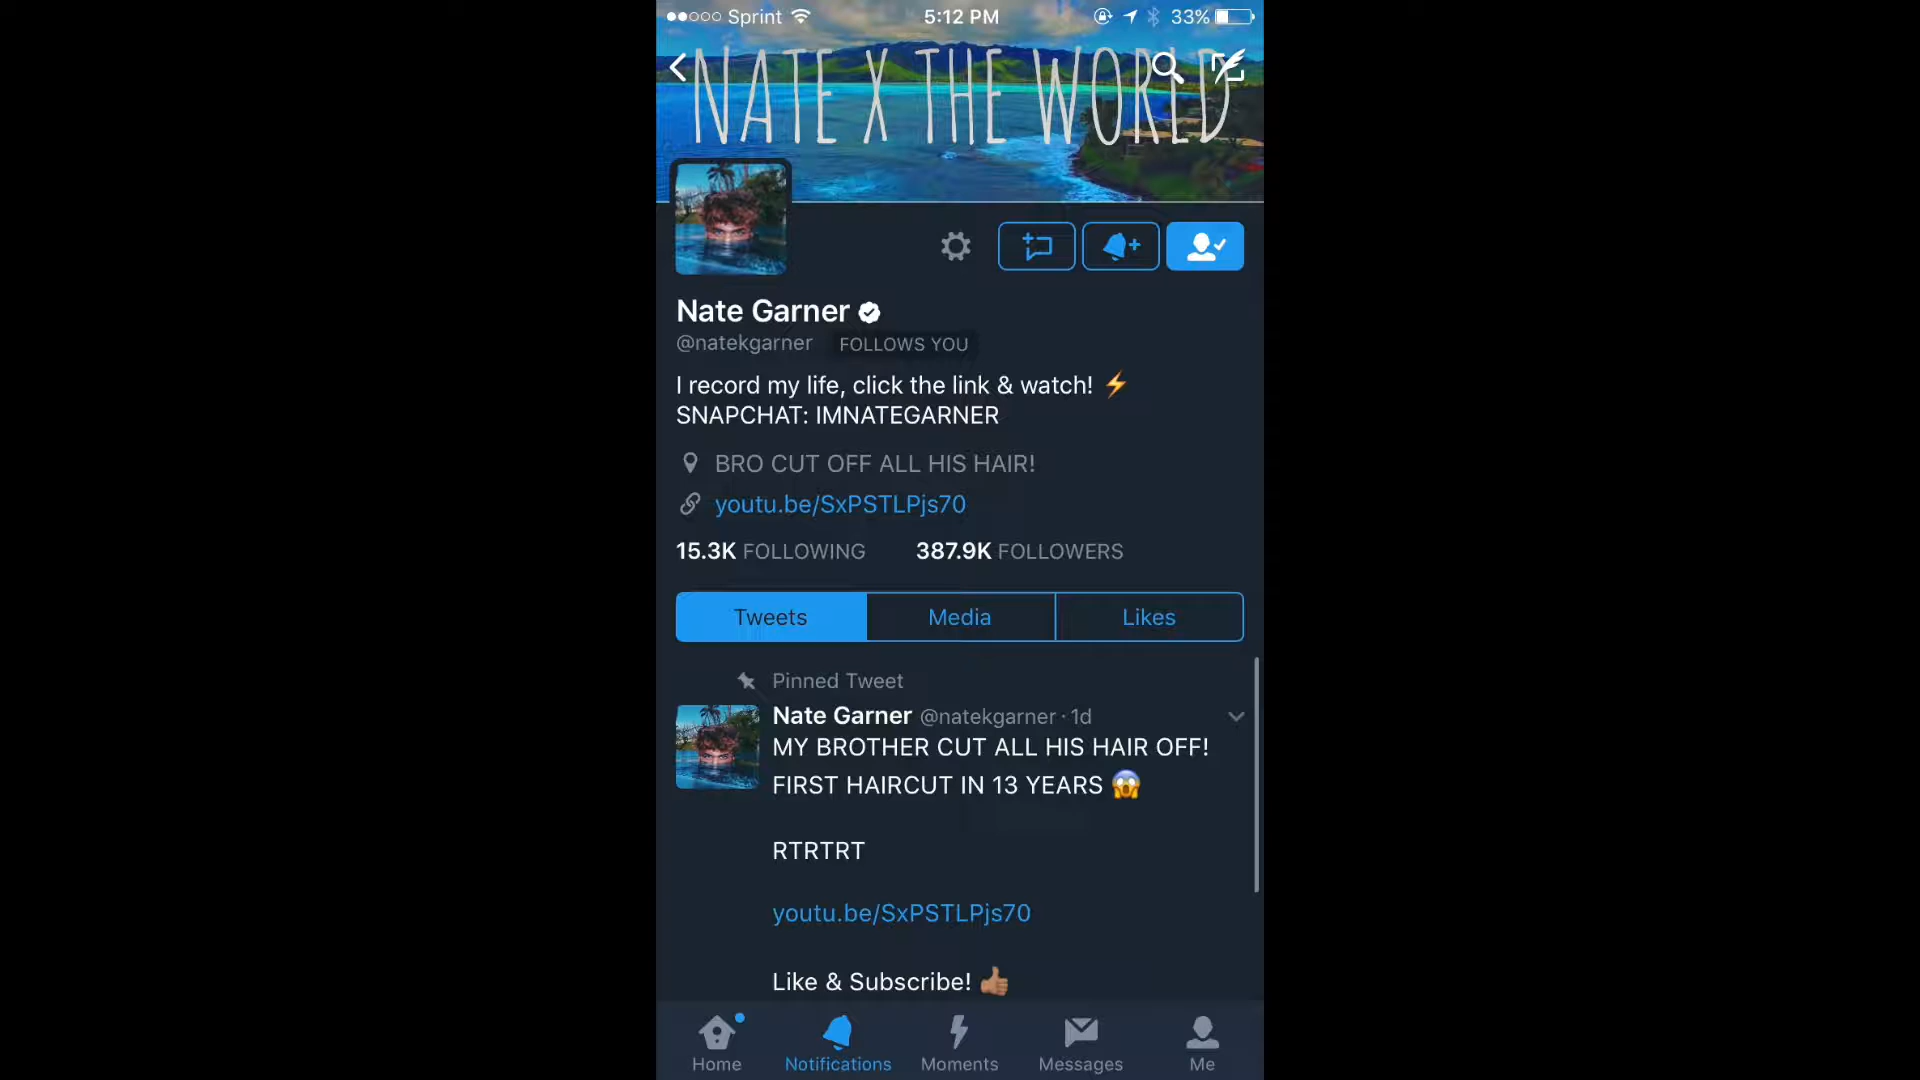 Sprint 5:12 PM 33%
NATE X THE WORLD
Nate Garner
@natekgarner FOLLOWS YOU
I record my life, click the link & watch! ⚡
SNAPCHAT: IMNATEGARNER
BRO CUT OFF ALL HIS HAIR!
youtu.be/SxPSTLPjs70
15.3K FOLLOWING 387.9K FOLLOWERS
Tweets Media Likes
Pinned Tweet
Nate Garner @natekgarner · 1d
MY BROTHER CUT ALL HIS HAIR OFF!
FIRST HAIRCUT IN 13 YEARS 😱
RTRTRT
youtu.be/SxPSTLPjs70
Like & Subscribe! 👍🏽
Home Notifications Moments Messages Me